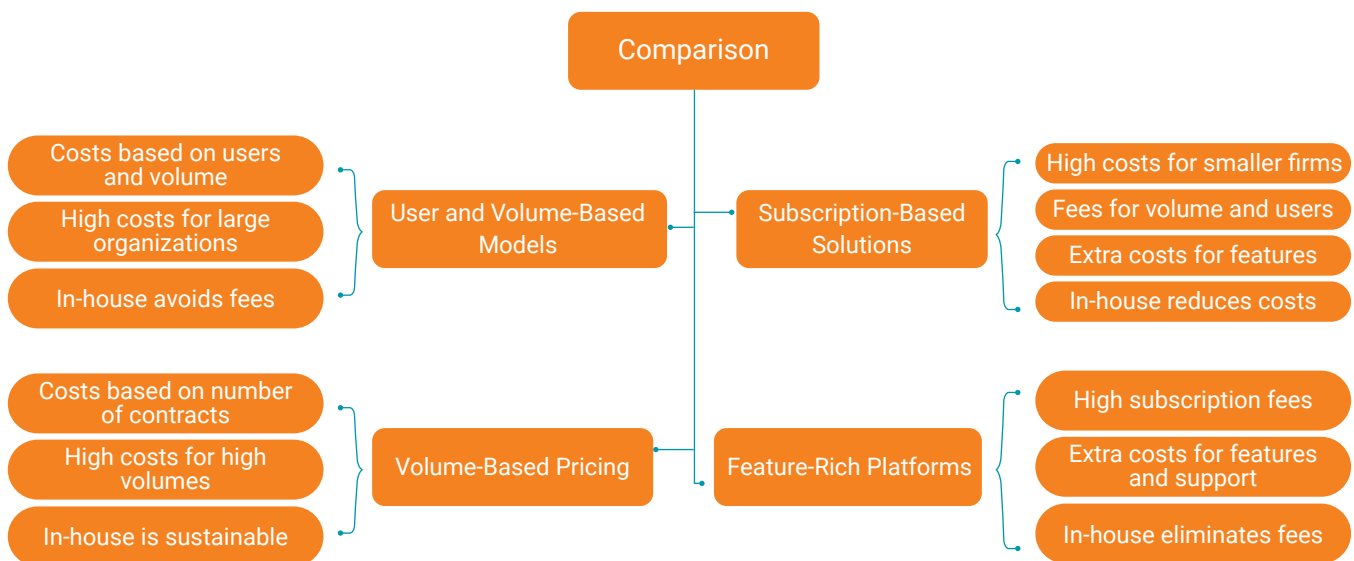 Comparison
Costs based on users
and volume
High costs for large
organizations
In-house avoids fees
User and Volume-Based
Models
Subscription-Based
Solutions
High costs for smaller firms
Fees for volume and users
Extra costs for features
In-house reduces costs
Costs based on number
of contracts
High costs for high
volumes
In-house is sustainable
Volume-Based Pricing
Feature-Rich Platforms
High subscription fees
Extra costs for features
and support
In-house eliminates fees